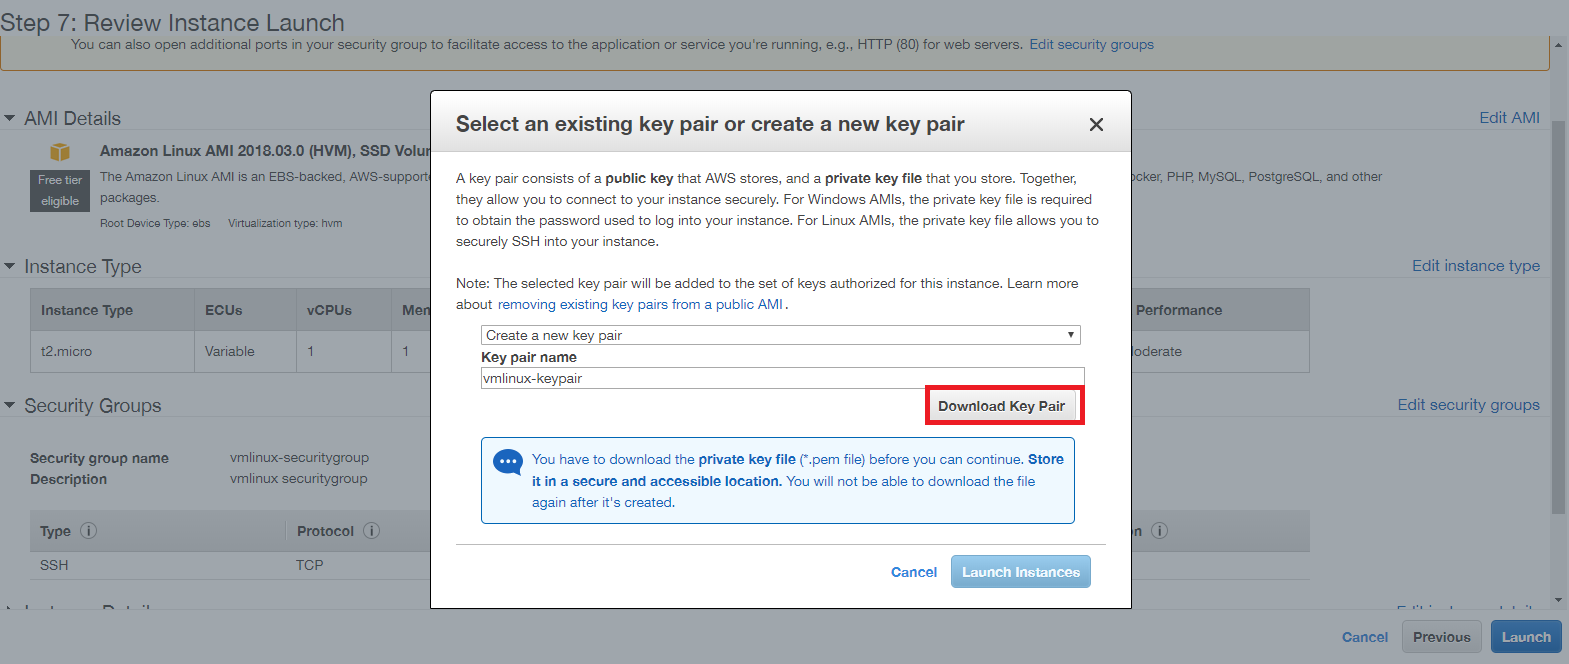 Step 7: Review Instance Launch
You can also open additional ports in your security group to facilitate access to the application or service you're running, e.g., HTTP (80) for web servers. Edit security groups
AMI Details
Edit AMI
Amazon Linux AMI 2018.03.0 (HVM), SSD
Free tier
eligible
The Amazon Linux AMI is an EBS-backed,
PHP, MySQL, PostgreSQL, and other
packages.
Root Device Type: ebs Virtualization type: hvm
Instance Type
Edit instance type
Instance Type ECUs vCPUs Performance
t2.micro Variable 1 1
Security Groups
Edit security groups
Security group name vmlinux-securitygroup
Description vmlinux securitygroup
Type Protocol
SSH TCP
Cancel Previous Launch
Select an existing key pair or create a new key pair
A key pair consists of a public key that AWS stores, and a private key file that you store. Together,
they allow you to connect to your instance securely. For Windows AMIs, the private key file is required
to obtain the password used to log into your instance. For Linux AMIs, the private key file allows you to
securely SSH into your instance.
Note: The selected key pair will be added to the set of keys authorized for this instance. Learn more
about removing existing key pairs from a public AMI.
Create a new key pair
Key pair name
vmlinux-keypair
Download Key Pair
You have to download the private key file (*.pem file) before you can continue. Store
it in a secure and accessible location. You will not be able to download the file
again after it's created.
Cancel Launch Instances